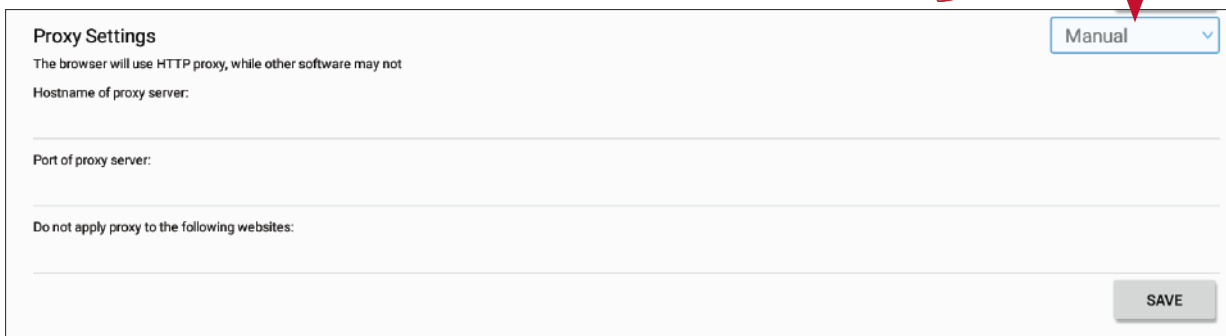 Proxy Settings
Manual
The browser will use HTTP proxy, while other software may not
Hostname of proxy server:
Port of proxy server:
Do not apply proxy to the following websites:
SAVE